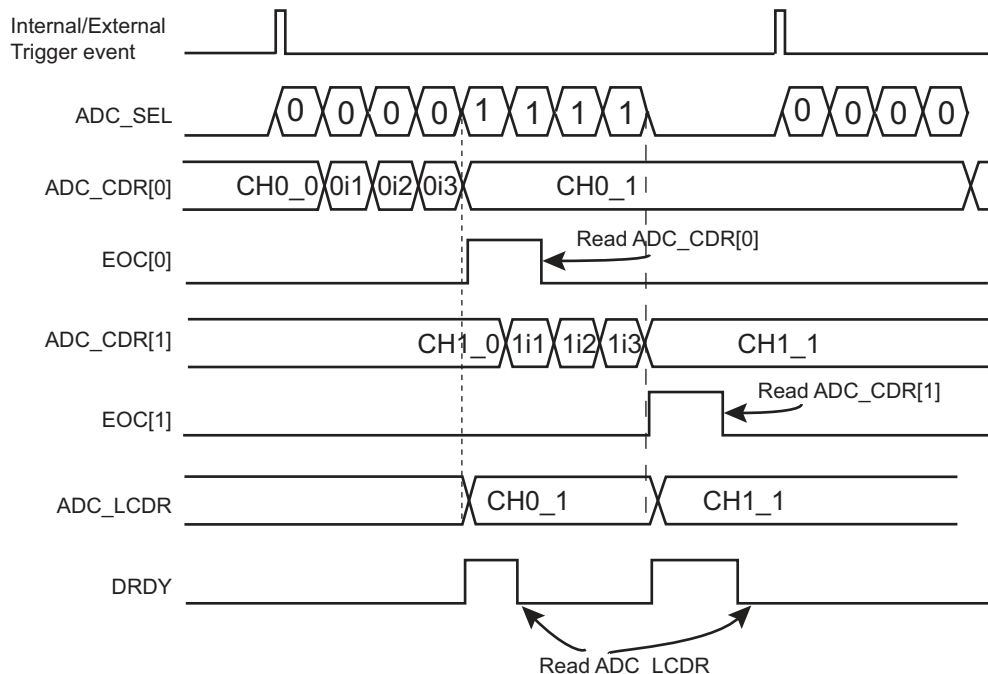 Internal/External
Trigger event
ADC_SEL
0 0 0 0 1 1 1 1 0 0 0 0
ADC_CDR[0]
CH0_0 0i1 0i2 0i3 CH0_1
EOC[0]
Read ADC_CDR[0]
ADC_CDR[1]
CH1_0 1i1 1i2 1i3 CH1_1
EOC[1]
Read ADC_CDR[1]
ADC_LCDR
CH0_1 CH1_1
DRDY
Read ADC_LCDR